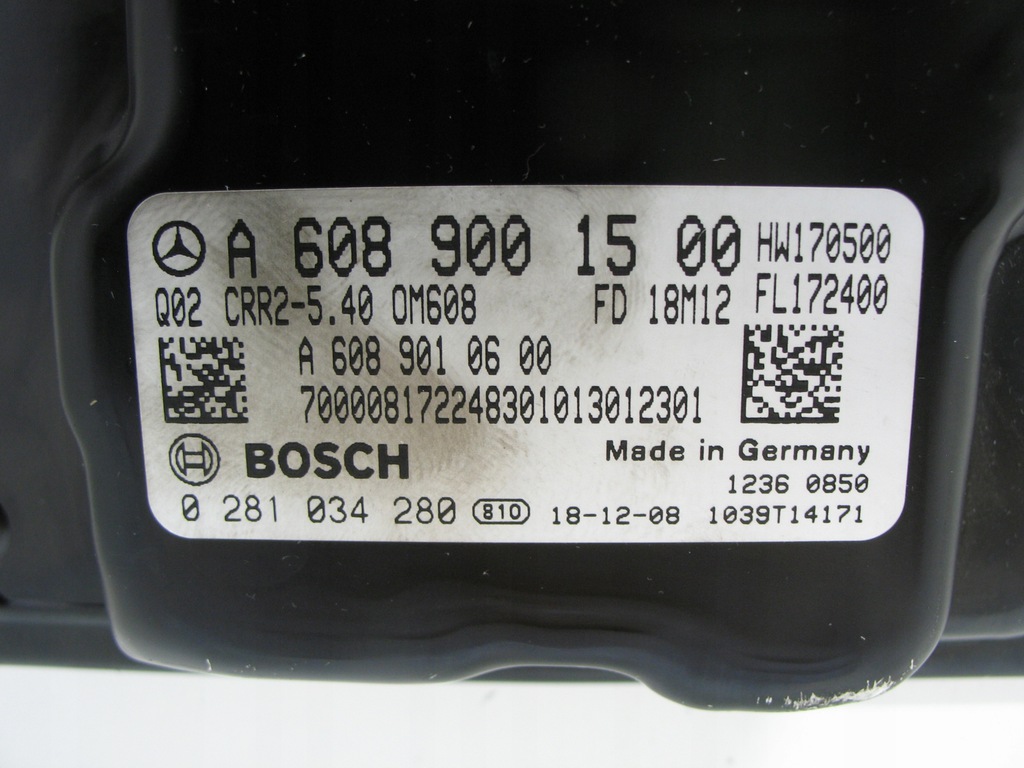 A 608 900 15 00 HW170500
Q02 CRR2-5.40 OM608 FD 18M12 FL172400
A 608 901 06 00
700008172248301013012301
BOSCH Made in Germany
1236 0850
0 281 034 280 810 18-12-08 1039T14171